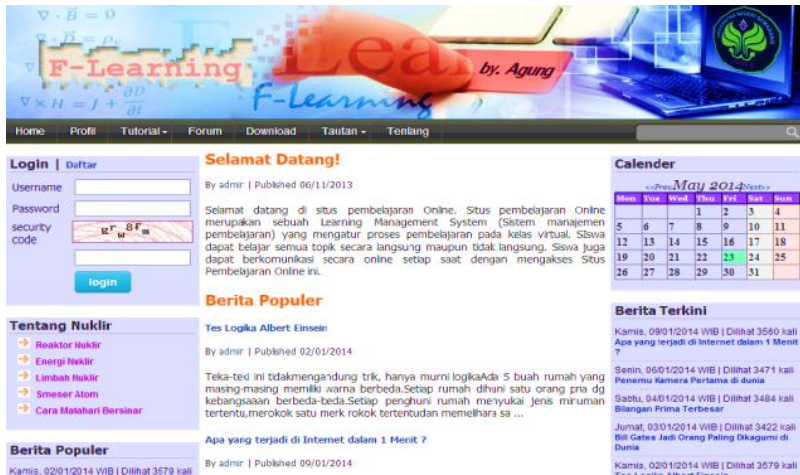 ∇ · B = 0
F-Learning
by. Agung
F-Learning
Home Profil Tutorial Forum Download Tautan Tentang
Login | Daftar
Username
Password
security code
gr w 8f m
login
Tentang Nuklir
Reaktor Nuklir
Energi Nuklir
Limbah Nuklir
Smeser Atom
Cara Matahari Bersinar
Berita Populer
Kamis, 02/01/2014 WIB | Dilihat 3579 kali
Selamat Datang!
By admin | Published 06/11/2013
Selamat datang di situs pembelajaran Online. Situs pembelajaran Online
merupakan sebuah Learning Management System (Sistem manajemen
pembelajaran) yang mengatur proses pembelajaran pada kelas virtual. SIswa
dapat belajar semua topik secara langsung maupun tidak langsung. Siswa juga
dapat berkomunikasi secara online setiap saat dengan mengakses Situs
Pembelajaran Online ini.
Berita Populer
Tes Logika Albert Einsein
By admin | Published 02/01/2014
Teka-teki ini tidakmengandung trik, hanya murni logikaAda 5 buah rumah yang
masing-masing memiliki warna berbeda.Setiap rumah dihuni satu orang pria dg
kebangsaaan berbeda-beda.Setiap penghuni rumah menyukai jenis minuman
tertentu,merokok satu merk rokok tertentudan memelihara sa ...
Apa yang terjadi di Internet dalam 1 Menit ?
By admin | Published 09/01/2014
Calender
<<Prev May 2014 Next>>
Mon Tue Wed Thu Fri Sat Sun
1 2 3 4
5 6 7 8 9 10 11
12 13 14 15 16 17 18
19 20 21 22 23 24 25
26 27 28 29 30 31
Berita Terkini
Kamis, 09/01/2014 WIB | Dilihat 3560 kali
Apa yang terjadi di Internet dalam 1 Menit
?
Senin, 06/01/2014 WIB | Dilihat 3471 kali
Penemu Kamera Pertama di dunia
Sabtu, 04/01/2014 WIB | Dilihat 3484 kali
Bilangan Prima Terbesar
Jumat, 03/01/2014 WIB | Dilihat 3422 kali
Bill Gates Jadi Orang Paling Dikagumi di
Dunia
Kamis, 02/01/2014 WIB | Dilihat 3579 kali